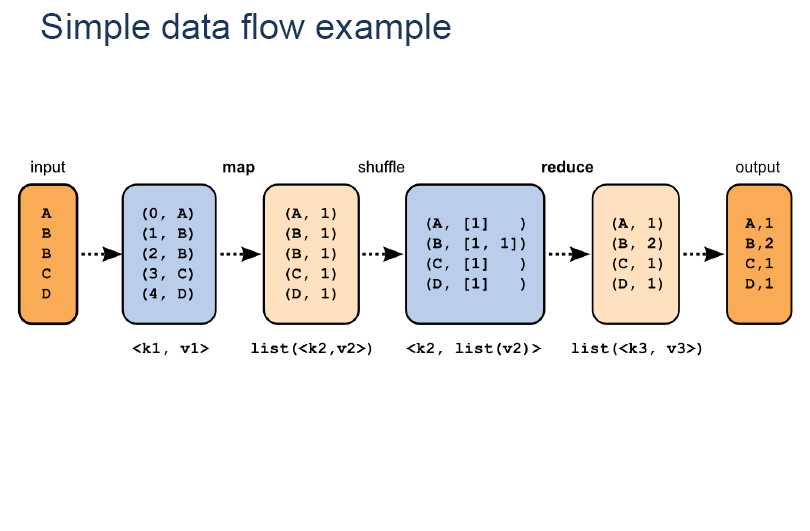 Simple data flow example
input
map
shuffle
reduce
output
A
B
B
C
D
(0, A)
(1, B)
(2, B)
(3, C)
(4, D)
(A, 1)
(B, 1)
(B, 1)
(C, 1)
(D, 1)
(A, [1]   )
(B, [1, 1])
(C, [1]   )
(D, [1]   )
(A, 1)
(B, 2)
(C, 1)
(D, 1)
A,1
B,2
C,1
D,1
<k1, v1>
list(<k2,v2>)
<k2, list(v2)>
list(<k3, v3>)